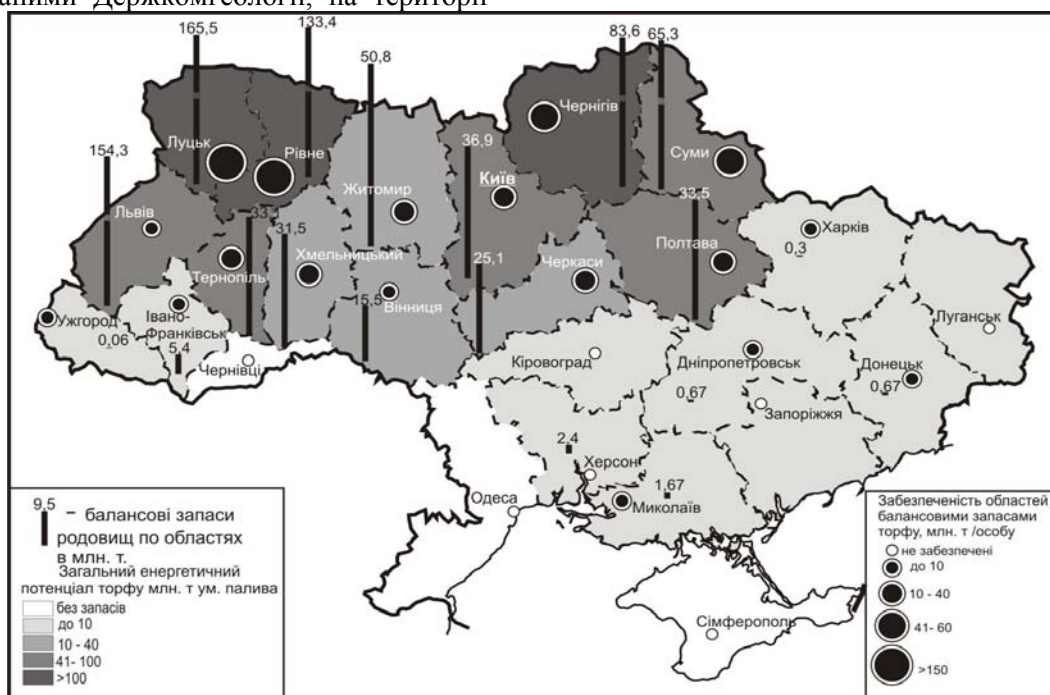 аними Держкомгеології, на території
165,5
133,4
50,8
83,6
65,3
154,3
36,9
Луцьк
Рівне
Житомир
Київ
Чернігів
Суми
33,5
Львів
31,5
Тернопіль
Хмельницький
25,1
Черкаси
Полтава
Харків
0,3
15,5
Вінниця
Ужгород
0,06
Івано-
Франківськ
5,4
Чернівці
Кіровоград
Дніпропетровськ
0,67
Луганськ
Донецьк
0,67
Запоріжжя
2,4
Херсон
1,67
Миколаїв
Одеса
Сімферополь
9,5
- балансові запаси
родовищ по областях
в млн. т.
Загальний енергетичний
потенціал торфу млн. т ум. палива
без запасів
до 10
10 - 40
41- 100
>100
Забезпеченість областей
балансовими запасами
торфу, млн. т /особу
не забезпечені
до 10
10 - 40
41- 60
>150